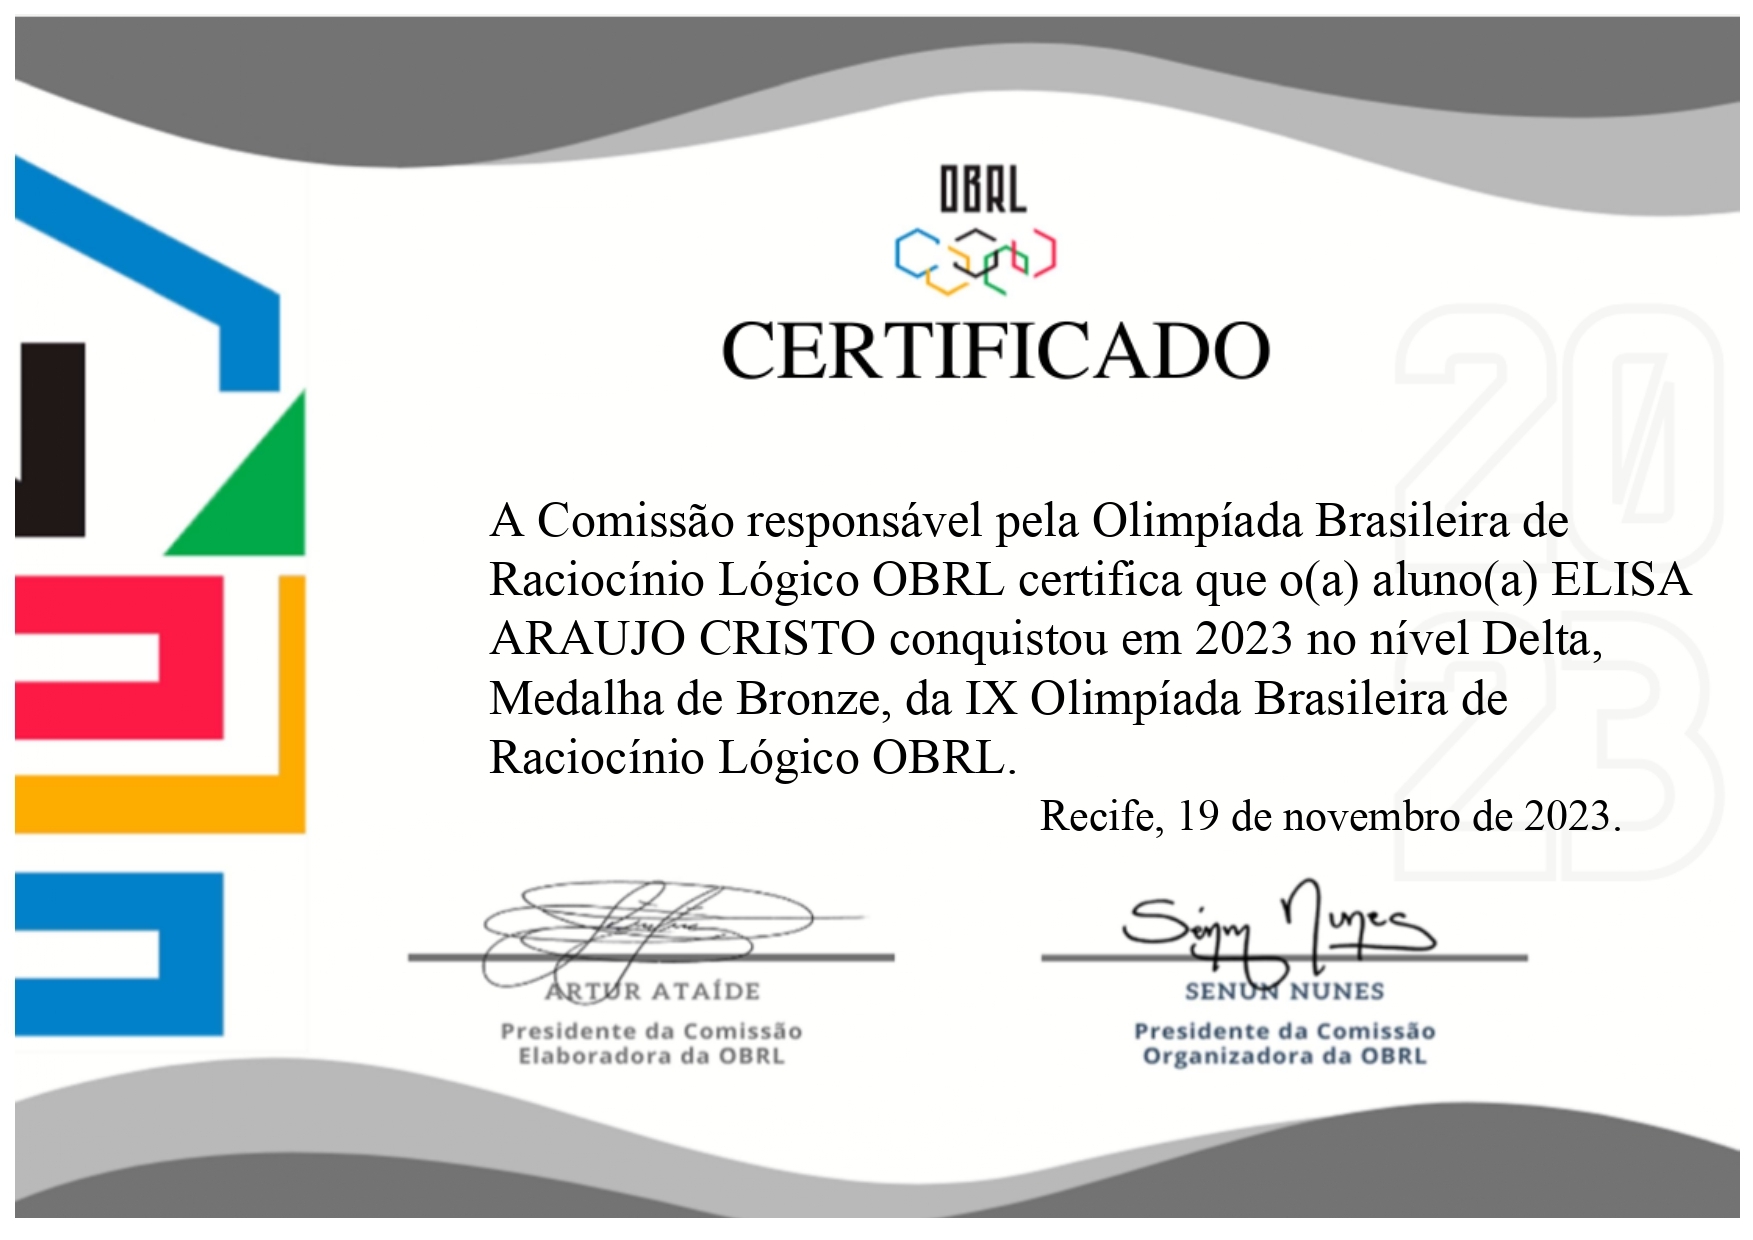 OBRL
CERTIFICADO
2023
A Comissão responsável pela Olimpíada Brasileira de
Raciocínio Lógico OBRL certifica que o(a) aluno(a) ELISA
ARAUJO CRISTO conquistou em 2023 no nível Delta,
Medalha de Bronze, da IX Olimpíada Brasileira de
Raciocínio Lógico OBRL.
Recife, 19 de novembro de 2023.
Senun Nunes
ARTUR ATAÍDE
Presidente da Comissão
Elaboradora da OBRL
SENUN NUNES
Presidente da Comissão
Organizadora da OBRL